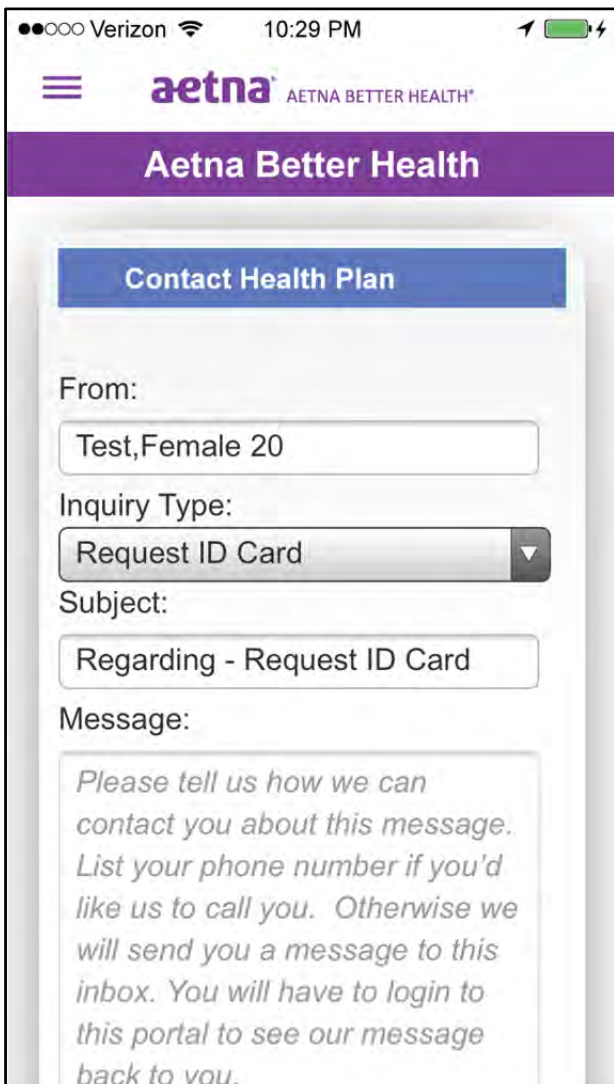 ●●○○○ Verizon 10:29 PM
aetna® AETNA BETTER HEALTH®
Aetna Better Health
Contact Health Plan
From:
Test,Female 20
Inquiry Type:
Request ID Card
Subject:
Regarding - Request ID Card
Message:
Please tell us how we can
contact you about this message.
List your phone number if you'd
like us to call you.  Otherwise we
will send you a message to this
inbox. You will have to login to
this portal to see our message
back to you.